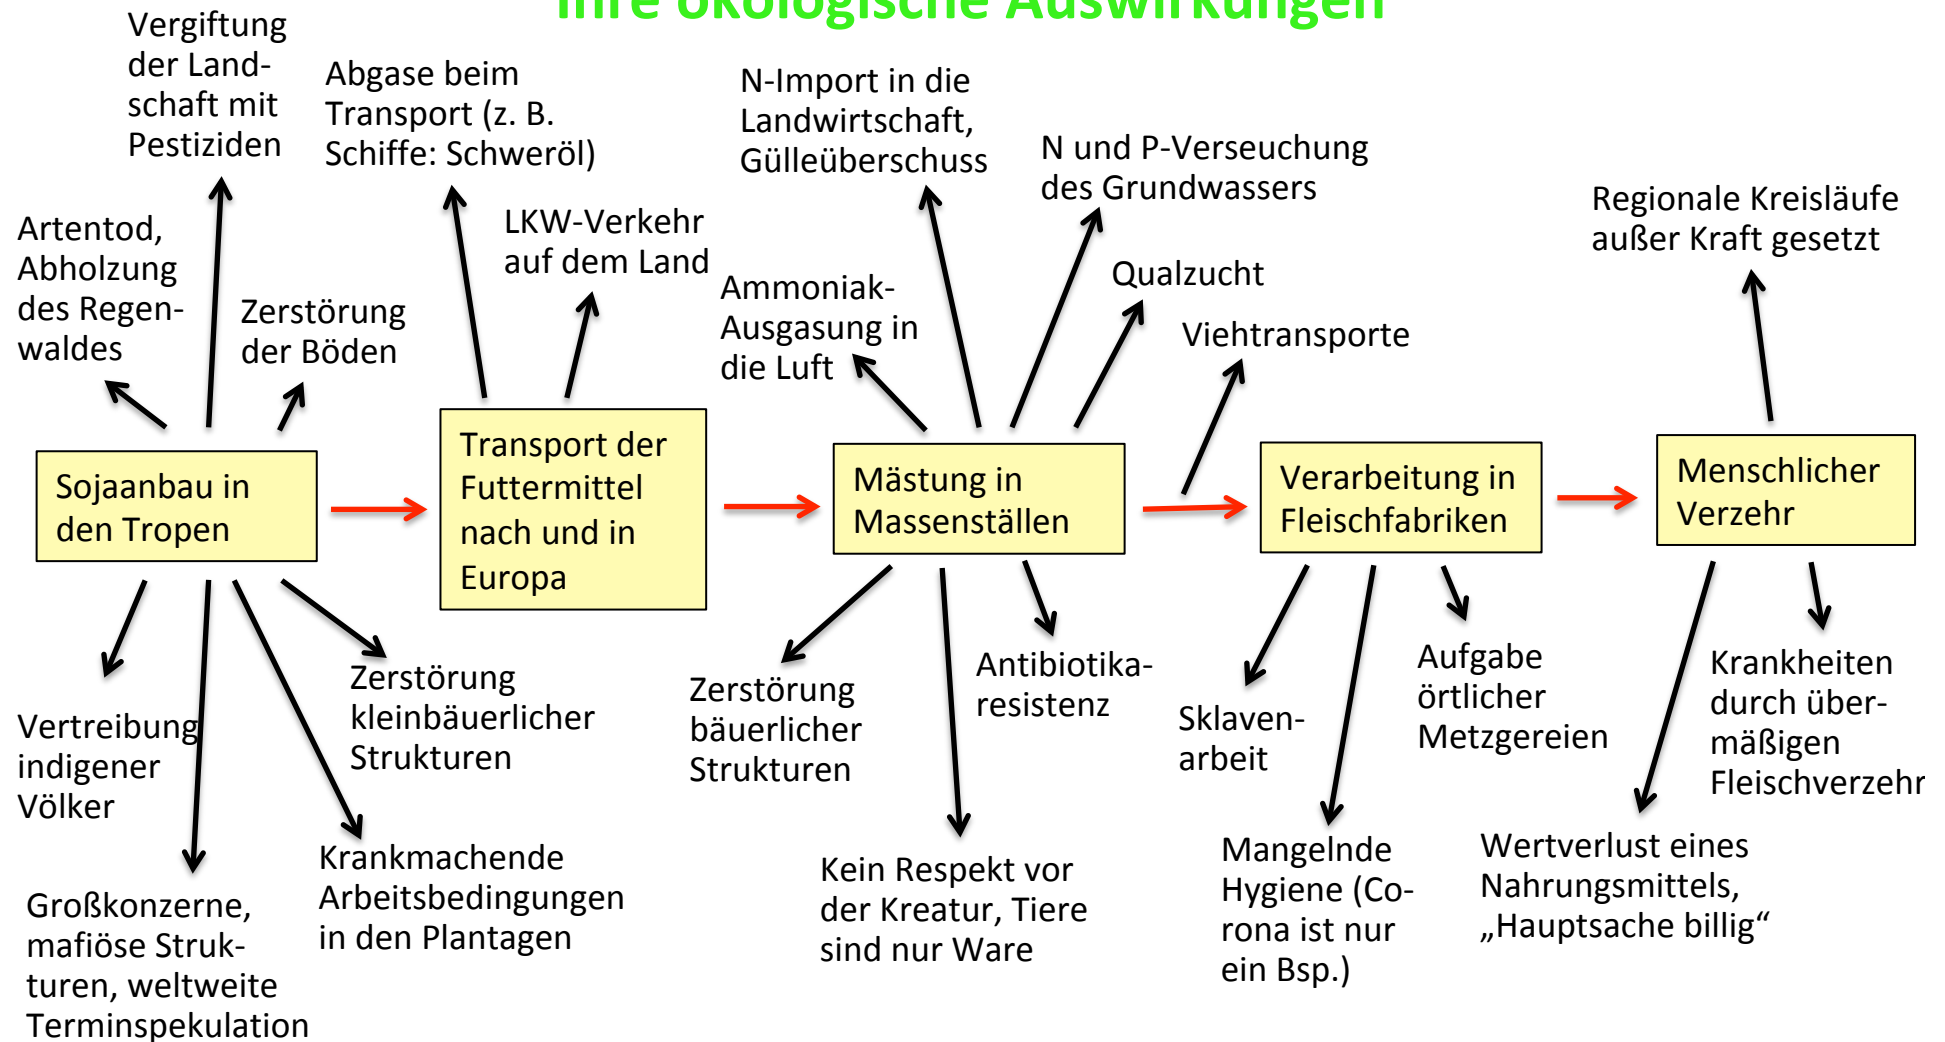 ihre ökologische Auswirkungen
Vergiftung
der Land-
schaft mit
Pestiziden
Abgase beim
Transport (z. B.
Schiffe: Schweröl)
N-Import in die
Landwirtschaft,
Gülleüberschuss
N und P-Verseuchung
des Grundwassers
Regionale Kreisläufe
außer Kraft gesetzt
Artentod,
Abholzung
des Regen-
waldes
Zerstörung
der Böden
LKW-Verkehr
auf dem Land
Ammoniak-
Ausgasung in
die Luft
Qualzucht
Viehtransporte
Sojaanbau in
den Tropen
Transport der
Futtermittel
nach und in
Europa
Mästung in
Massenställen
Verarbeitung in
Fleischfabriken
Menschlicher
Verzehr
Vertreibung
indigener
Völker
Zerstörung
kleinbäuerlicher
Strukturen
Zerstörung
bäuerlicher
Strukturen
Antibiotika-
resistenz
Sklaven-
arbeit
Aufgabe
örtlicher
Metzgereien
Krankheiten
durch über-
mäßigen
Fleischverzehr
Großkonzerne,
mafiöse Struk-
turen, weltweite
Terminspekulation
Krankmachende
Arbeitsbedingungen
in den Plantagen
Kein Respekt vor
der Kreatur, Tiere
sind nur Ware
Mangelnde
Hygiene (Co-
rona ist nur
ein Bsp.)
Wertverlust eines
Nahrungsmittels,
„Hauptsache billig“